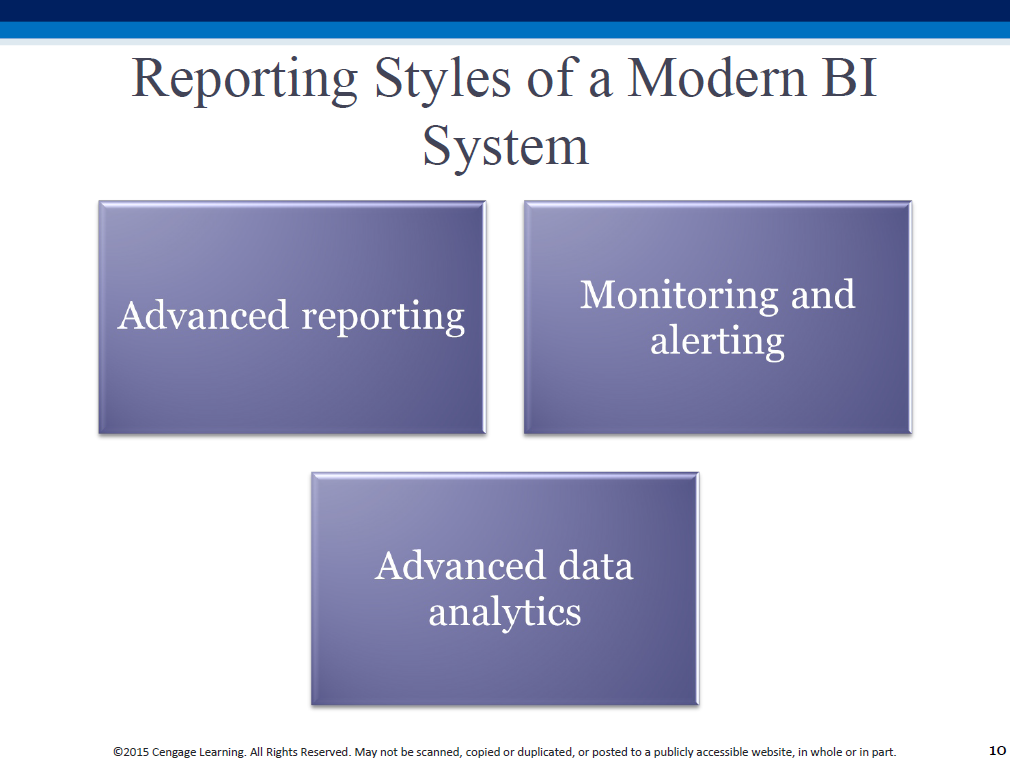 Reporting Styles of a Modern BI
System
Advanced reporting
Monitoring and
alerting
Advanced data
analytics
©2015 Cengage Learning. All Rights Reserved. May not be scanned, copied or duplicated, or posted to a publicly accessible website, in whole or in part.
10